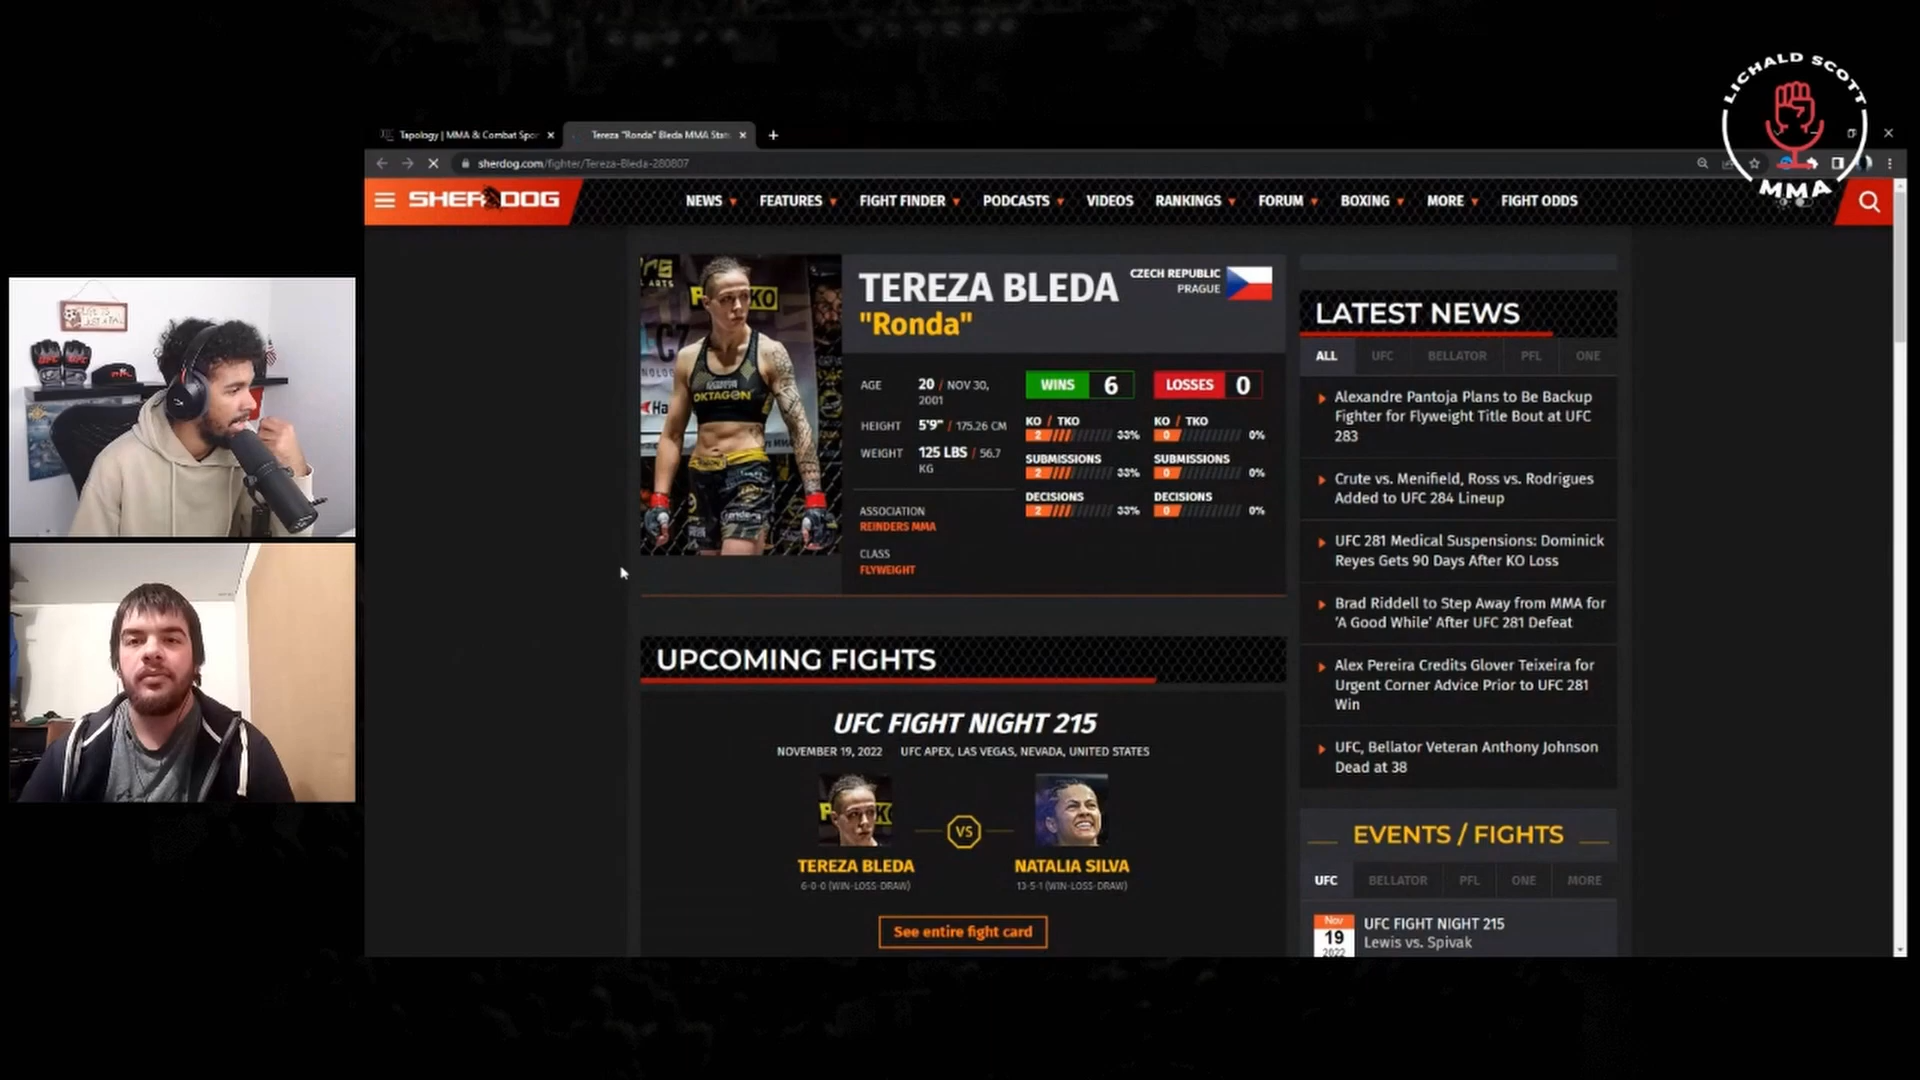 LICHALD SCOTT
MMA
Tapology | MMA & Combat Spor
Tereza "Ronda" Bleda MMA Stats
sherdog.com/fighter/Tereza-Bleda-280807
SHERDOG
NEWS
FEATURES
FIGHT FINDER
PODCASTS
VIDEOS
RANKINGS
FORUM
BOXING
MORE
FIGHT ODDS
TEREZA BLEDA
"Ronda"
CZECH REPUBLIC
PRAGUE
AGE
20 / NOV 30,
2001
HEIGHT
5'9" / 175.26 CM
WEIGHT
125 LBS / 56.7
KG
ASSOCIATION
REINDERS MMA
CLASS
FLYWEIGHT
WINS 6
KO / TKO
2 33%
SUBMISSIONS
2 33%
DECISIONS
2 33%
LOSSES 0
KO / TKO
0 0%
SUBMISSIONS
0 0%
DECISIONS
0 0%
OKTAGON
UPCOMING FIGHTS
UFC FIGHT NIGHT 215
NOVEMBER 19, 2022 UFC APEX, LAS VEGAS, NEVADA, UNITED STATES
VS
TEREZA BLEDA
6-0-0 (WIN-LOSS-DRAW)
NATALIA SILVA
13-5-1 (WIN-LOSS-DRAW)
See entire fight card
LATEST NEWS
ALL UFC BELLATOR PFL ONE
Alexandre Pantoja Plans to Be Backup
Fighter for Flyweight Title Bout at UFC
283
Crute vs. Menifield, Ross vs. Rodrigues
Added to UFC 284 Lineup
UFC 281 Medical Suspensions: Dominick
Reyes Gets 90 Days After KO Loss
Brad Riddell to Step Away from MMA for
'A Good While' After UFC 281 Defeat
Alex Pereira Credits Glover Teixeira for
Urgent Corner Advice Prior to UFC 281
Win
UFC, Bellator Veteran Anthony Johnson
Dead at 38
EVENTS / FIGHTS
UFC BELLATOR PFL ONE MORE
Nov
19
2022
UFC FIGHT NIGHT 215
Lewis vs. Spivak